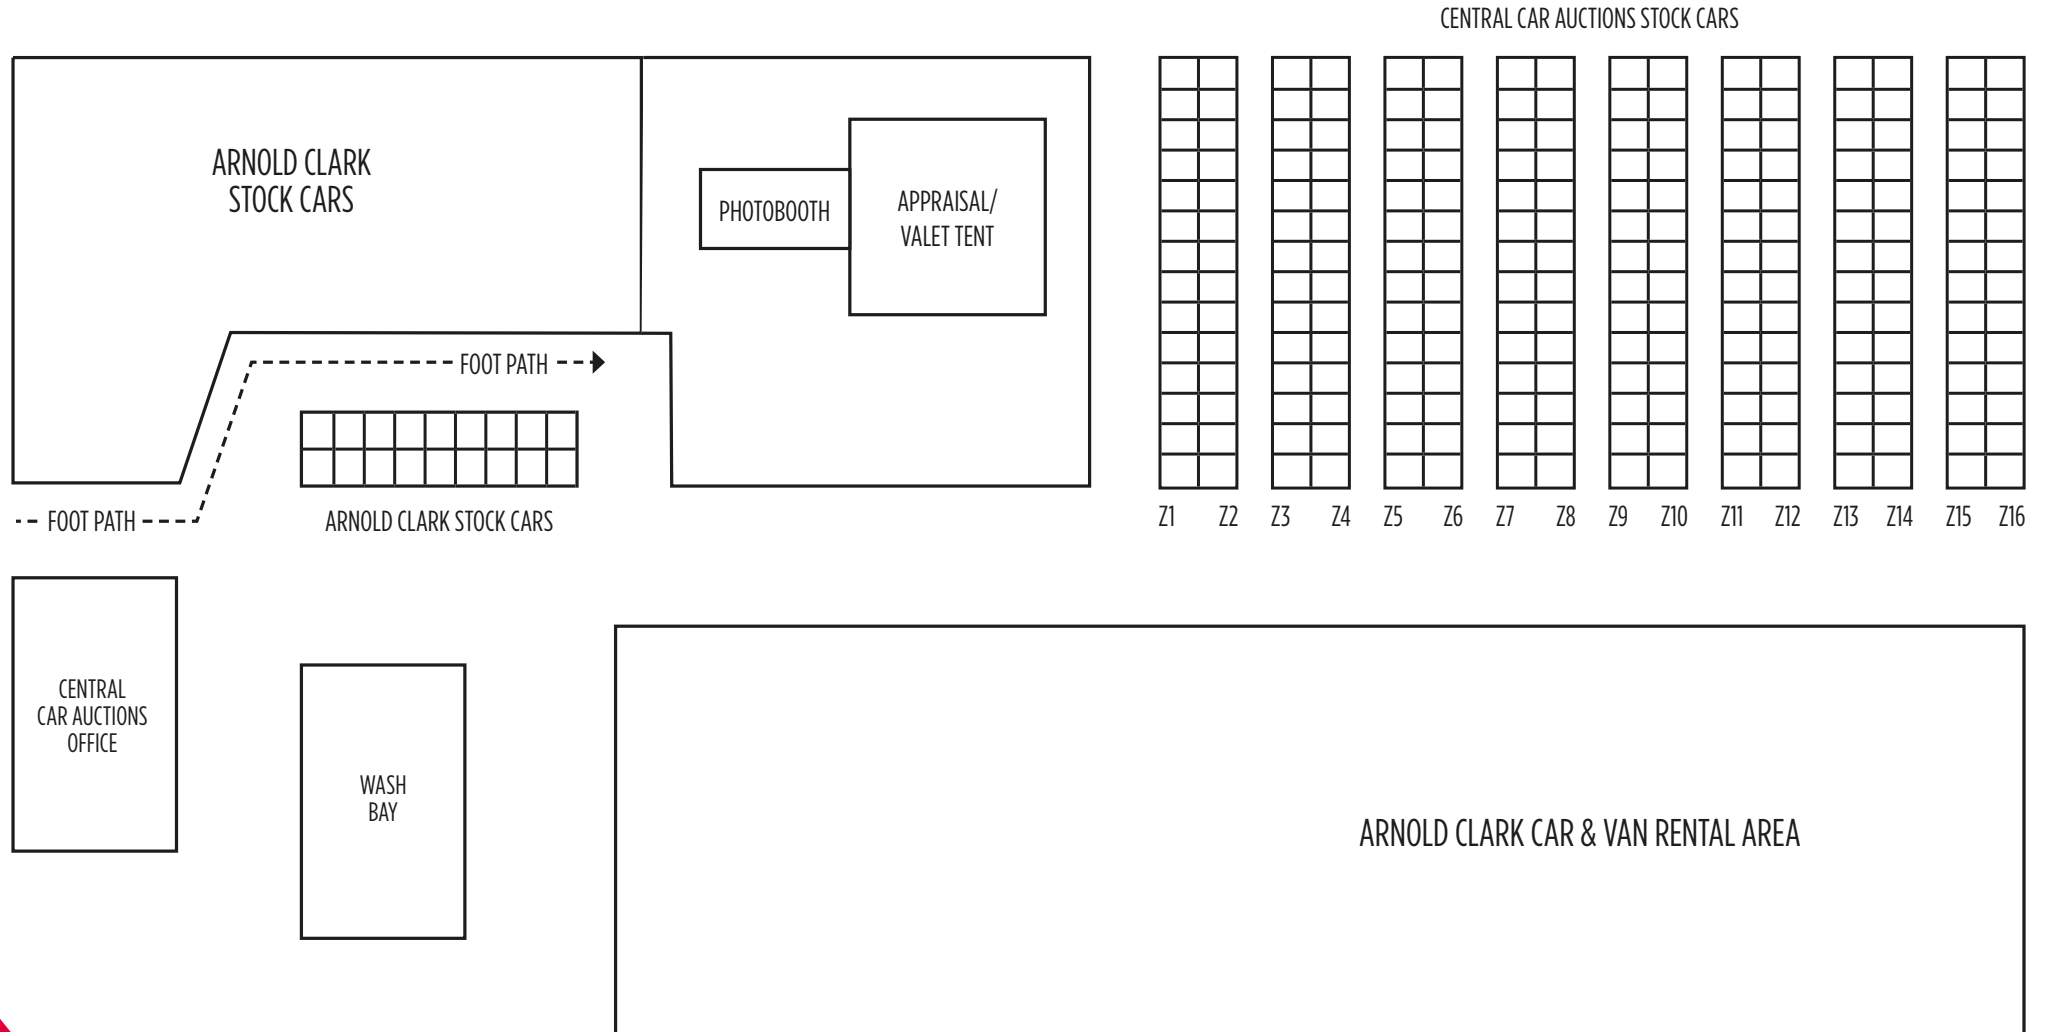 CENTRAL CAR AUCTIONS STOCK CARS
ARNOLD CLARK
STOCK CARS
PHOTOBOOTH
APPRAISAL/
VALET TENT
FOOT PATH
FOOT PATH
ARNOLD CLARK STOCK CARS
Z1 Z2 Z3 Z4 Z5 Z6 Z7 Z8 Z9 Z10 Z11 Z12 Z13 Z14 Z15 Z16
CENTRAL
CAR AUCTIONS
OFFICE
WASH
BAY
ARNOLD CLARK CAR & VAN RENTAL AREA